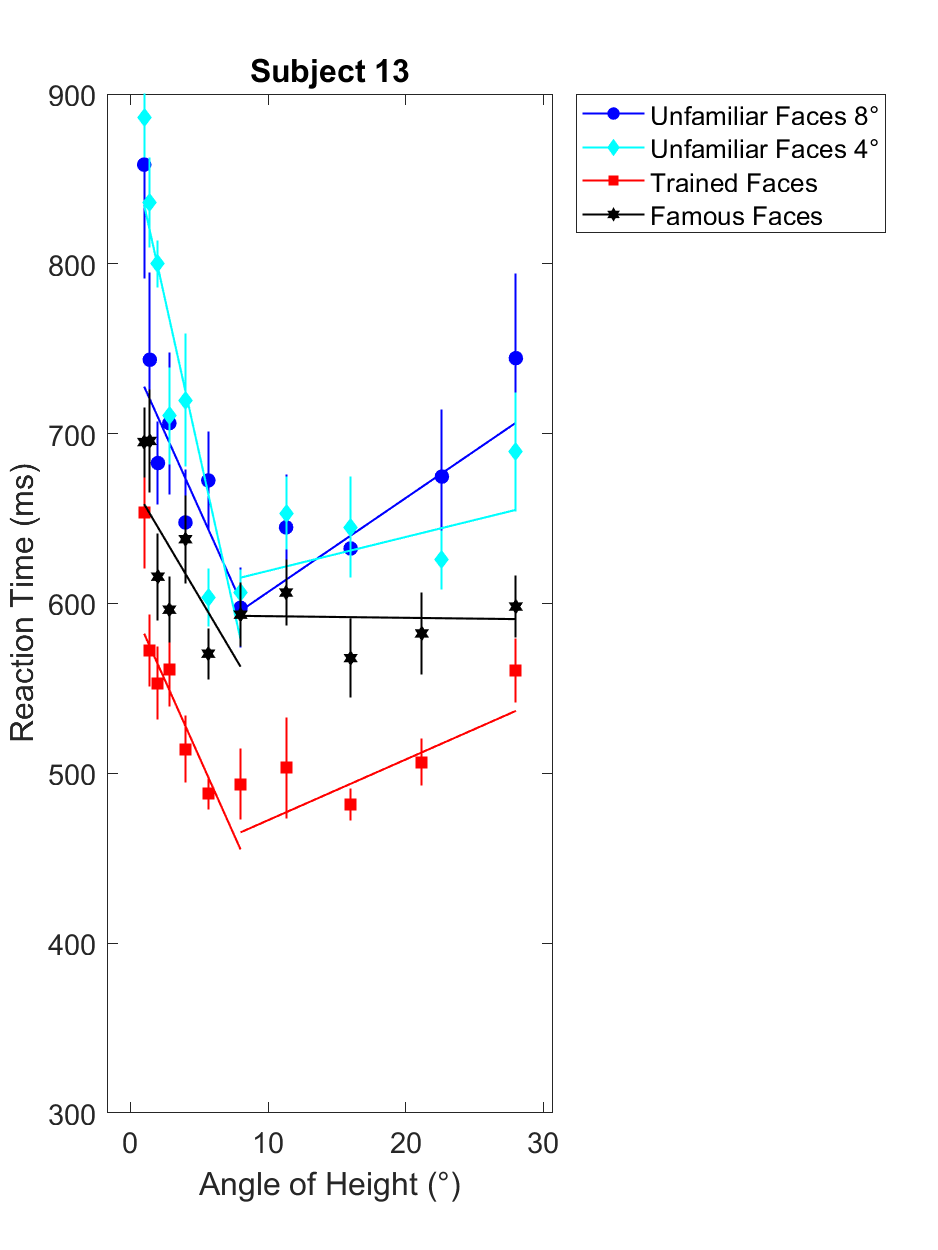 Subject 13
900
800
700
600
500
400
300
0 10 20 30
Reaction Time (ms)
Angle of Height (°)
Unfamiliar Faces 8°
Unfamiliar Faces 4°
Trained Faces
Famous Faces